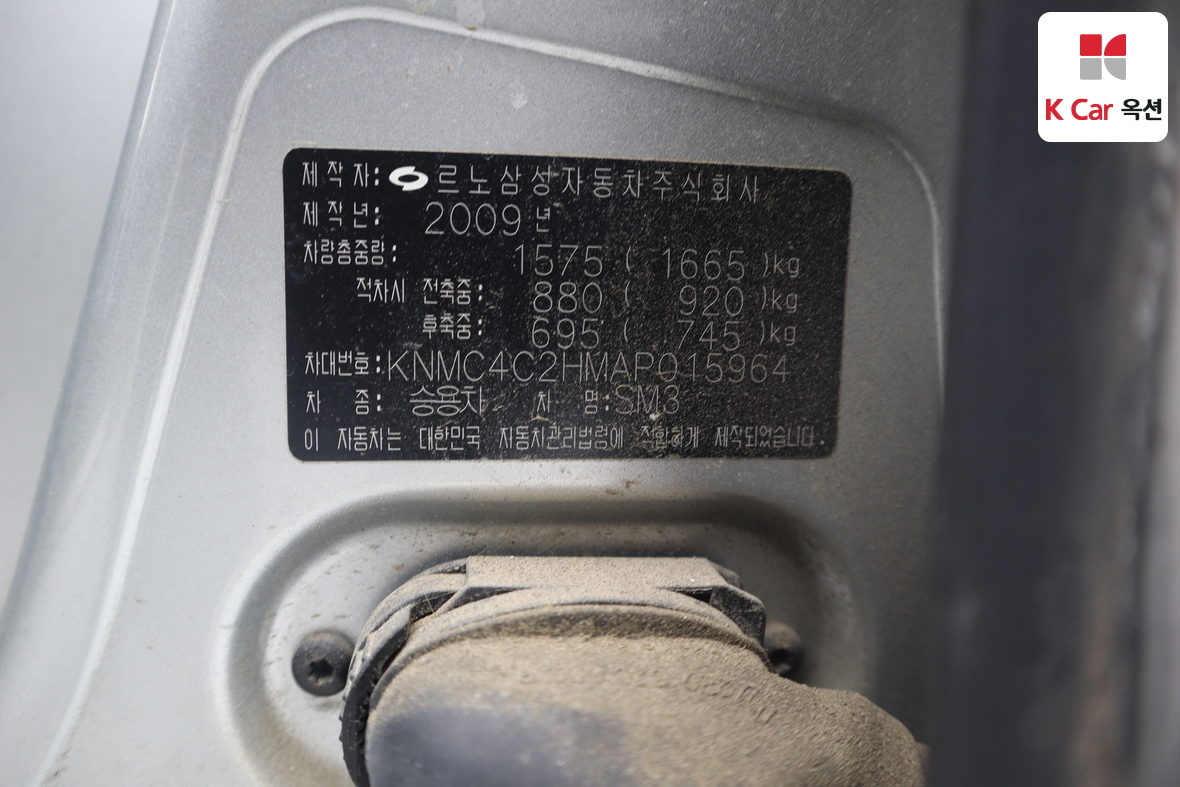 K Car 옥션
제 작 자: 르노삼성자동차주식회사
제 작 년: 2009 년
차량총중량: 1575 ( 1665 )kg
적차시 전축중: 880 ( 920 )kg
후축중: 695 ( 745 )kg
차대번호: KNMC4C2HMAP015964
차 종: 승용차 차 명: SM3
이 자동차는 대한민국 자동차관리법령에 적합하게 제작되었습니다.